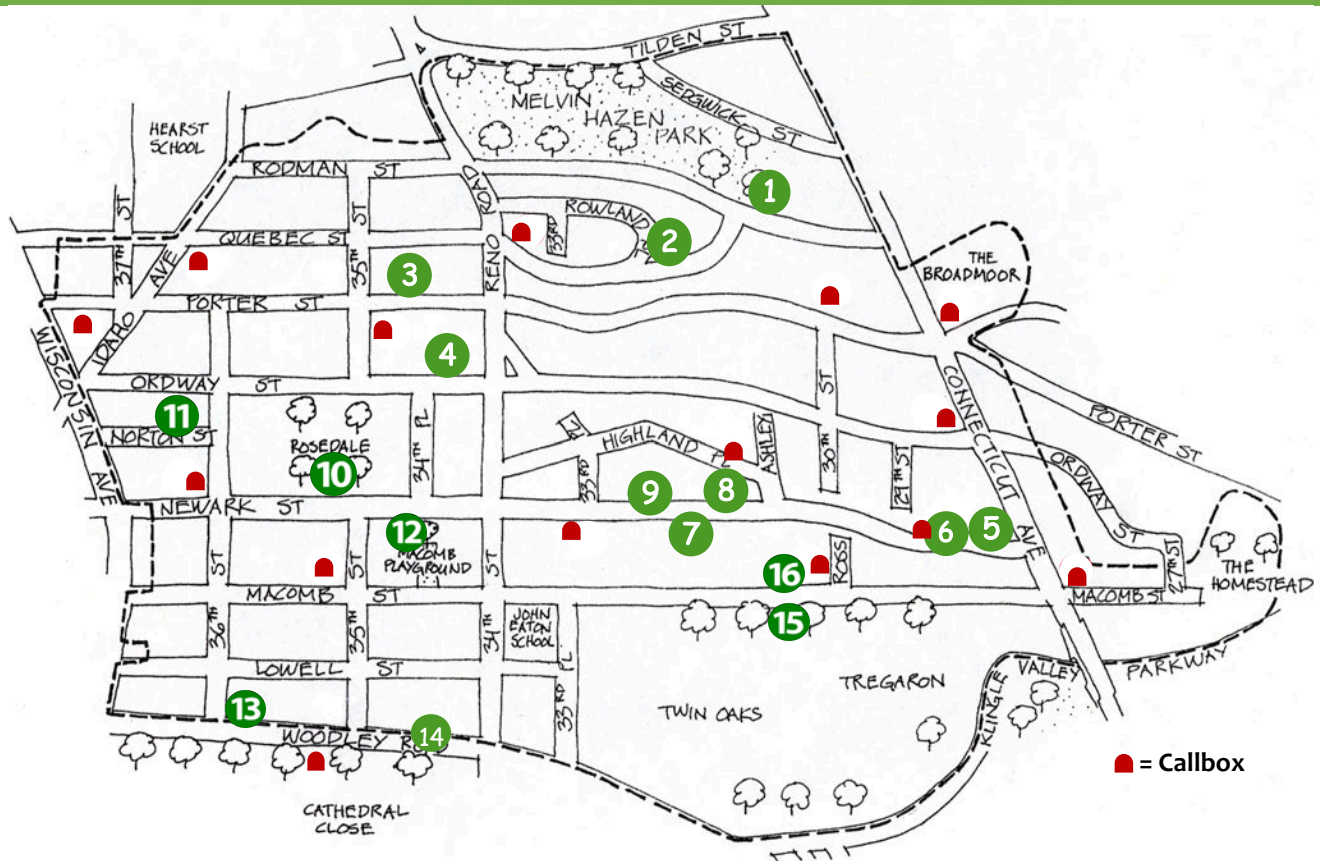 TILDEN ST
MELVIN
HAZEN
PARK
SEDGWICK ST
HEARST
SCHOOL
RODMAN ST
ROAD
1
37TH ST
35TH ST
ROWLAND
33RD
2
QUEBEC ST
RENO
THE
BROADMOOR
IDAHO AVE
3
PORTER ST
WISCONSIN AVE
4
ORDWAY ST
CONNECTICUT AVE
PORTER ST
11
NORTON ST
ROSEDALE
10
34TH PL
HIGHLAND PL
ASHLEY
30TH ST
29TH ST
ORDWAY ST
33RD
9
8
NEWARK ST
7
6
5
12
MACOMB
PLAYGROUND
ROSS
16
27TH ST
THE
HOMESTEAD
MACOMB ST
MACOMB ST
36TH ST
35TH ST
34TH ST
JOHN
EATON
SCHOOL
15
LOWELL ST
33RD PL
TREGARON
KLINGLE VALLEY PARKWAY
TWIN OAKS
13
14
WOODLEY
= Callbox
CATHEDRAL
CLOSE